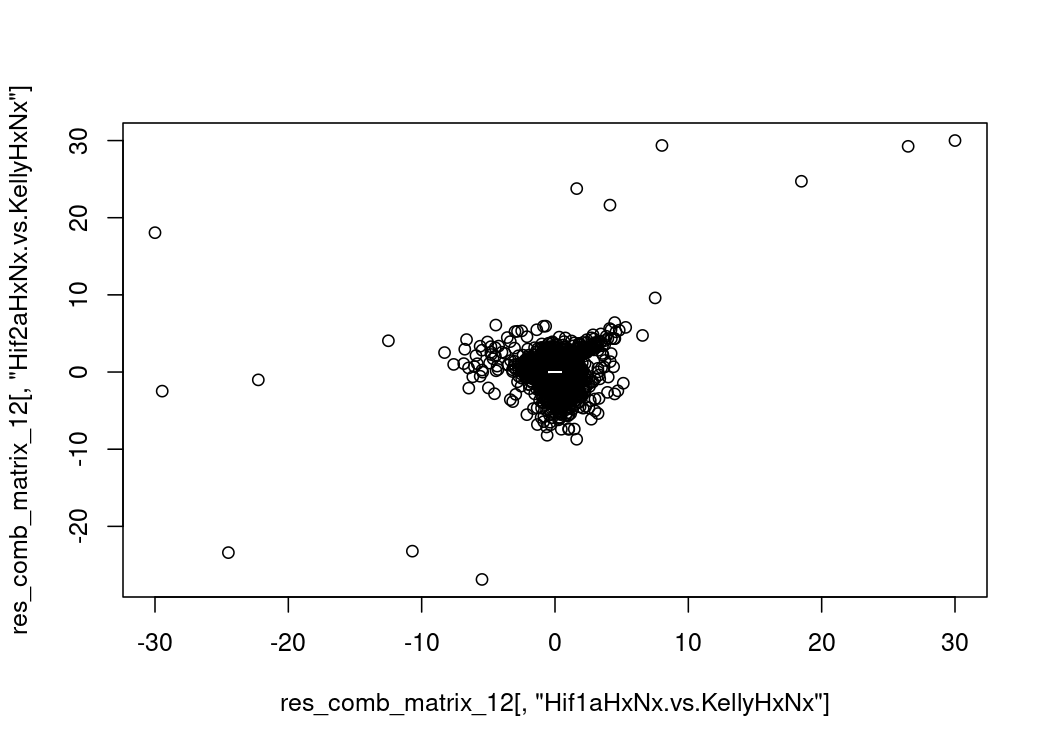 res_comb_matrix_12[, "Hif2aHxNx.vs.KellyHxNx"]
30
20
10
0
-10
-20
-30 -20 -10 0 10 20 30
res_comb_matrix_12[, "Hif1aHxNx.vs.KellyHxNx"]